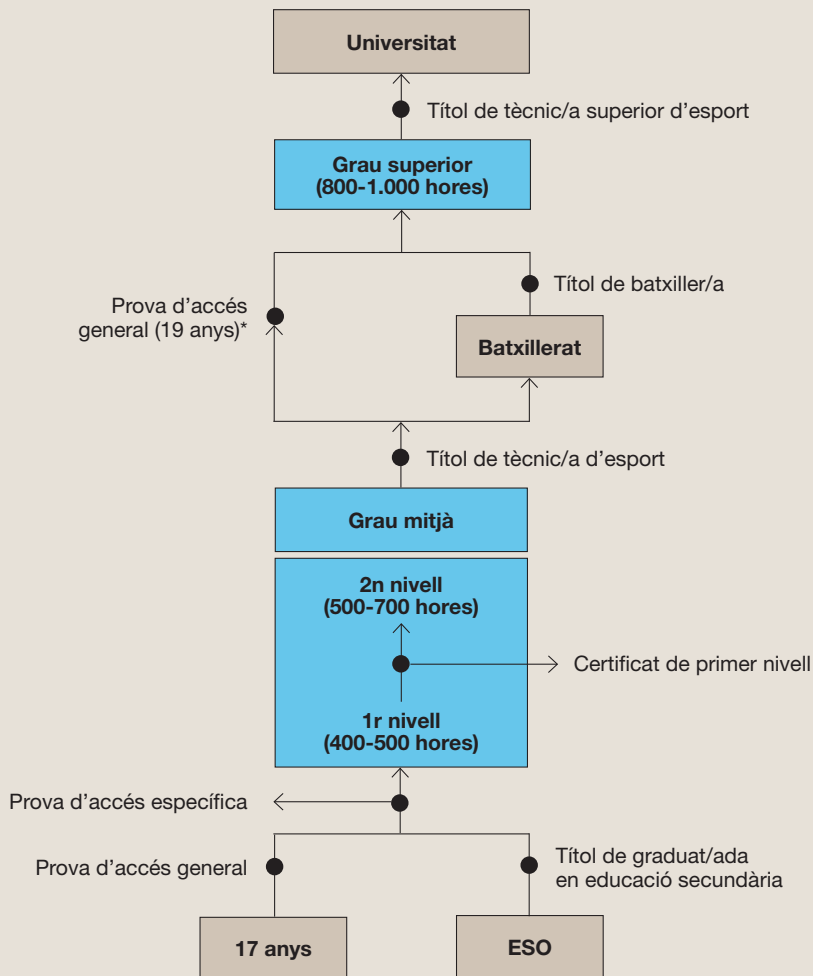 Universitat
Títol de tècnic/a superior d’esport
Grau superior
(800-1.000 hores)
Prova d’accés
general (19 anys)*
Títol de batxiller/a
Batxillerat
Títol de tècnic/a d’esport
Grau mitjà
2n nivell
(500-700 hores)
Certificat de primer nivell
1r nivell
(400-500 hores)
Prova d’accés específica
Prova d’accés general
Títol de graduat/ada
en educació secundària
17 anys
ESO